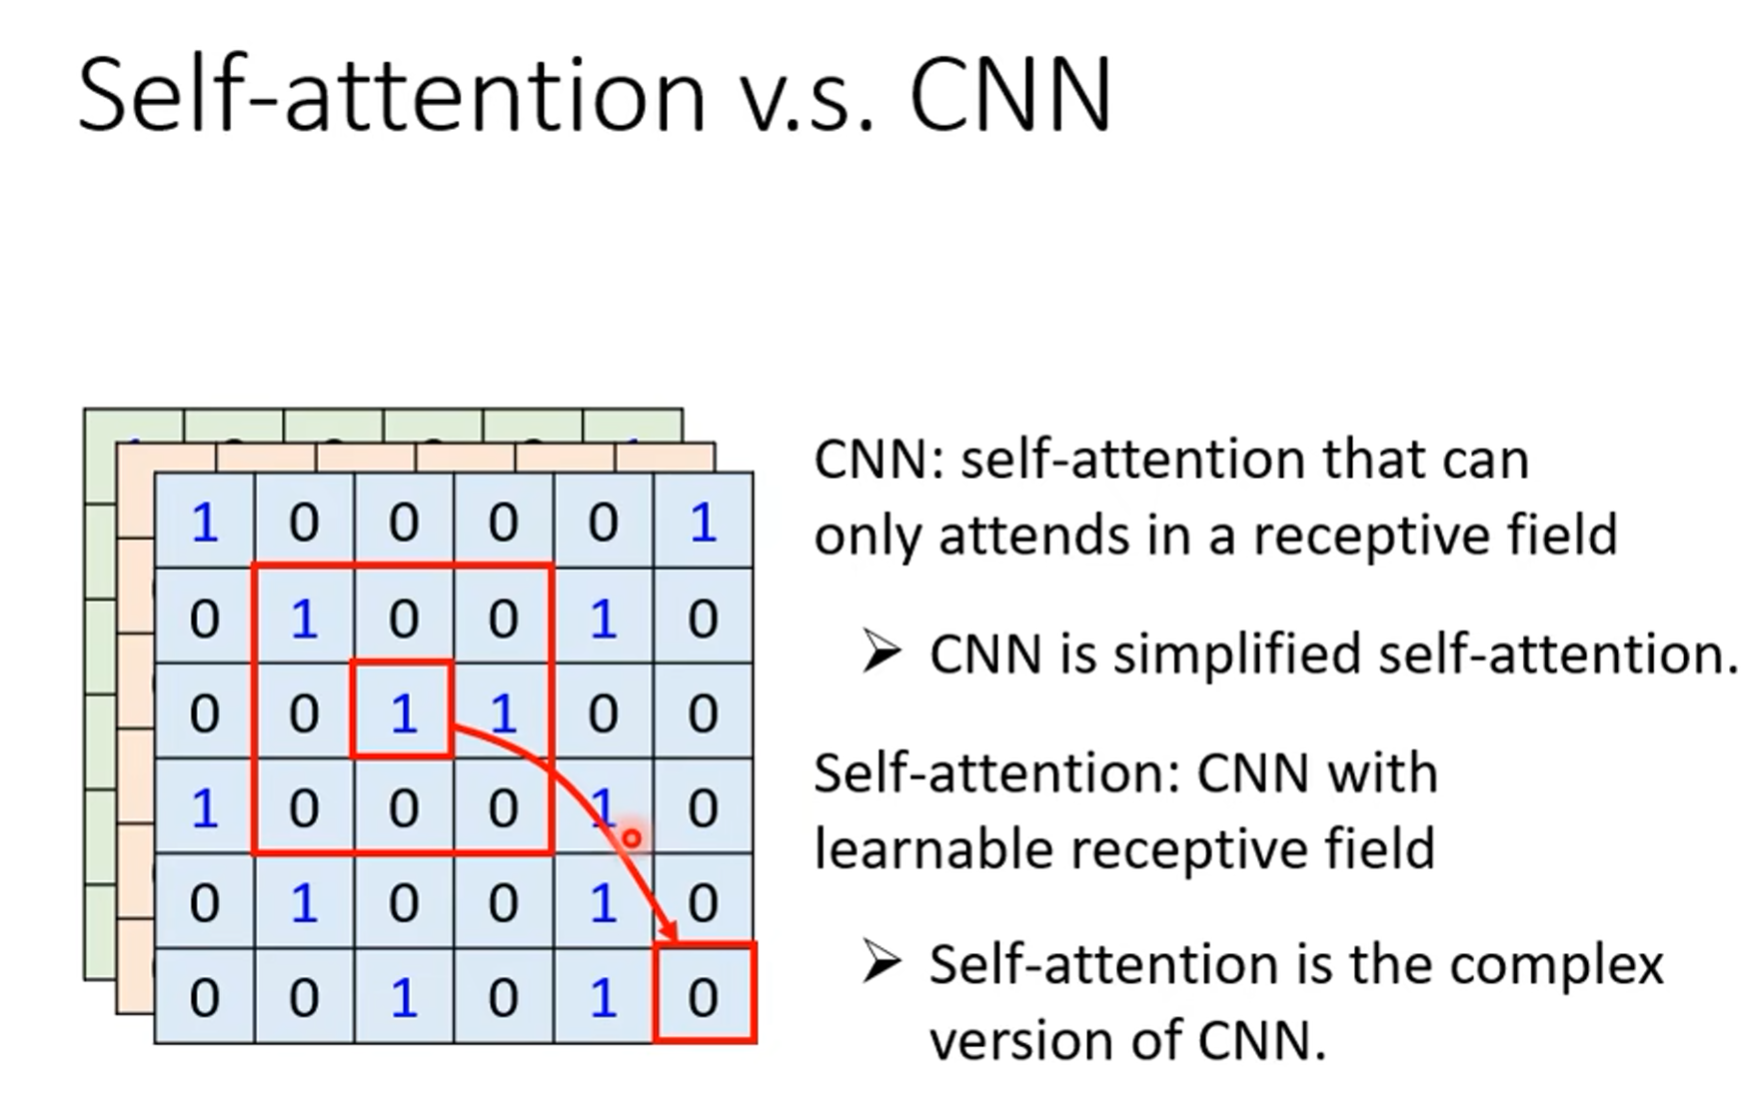 Self-attention v.s. CNN
1 0 0 0 0 1
0 1 0 0 1 0
0 0 1 1 0 0
1 0 0 0 1 0
0 1 0 0 1 0
0 0 1 0 1 0
CNN: self-attention that can
only attends in a receptive field
➢ CNN is simplified self-attention.
Self-attention: CNN with
learnable receptive field
➢ Self-attention is the complex
version of CNN.